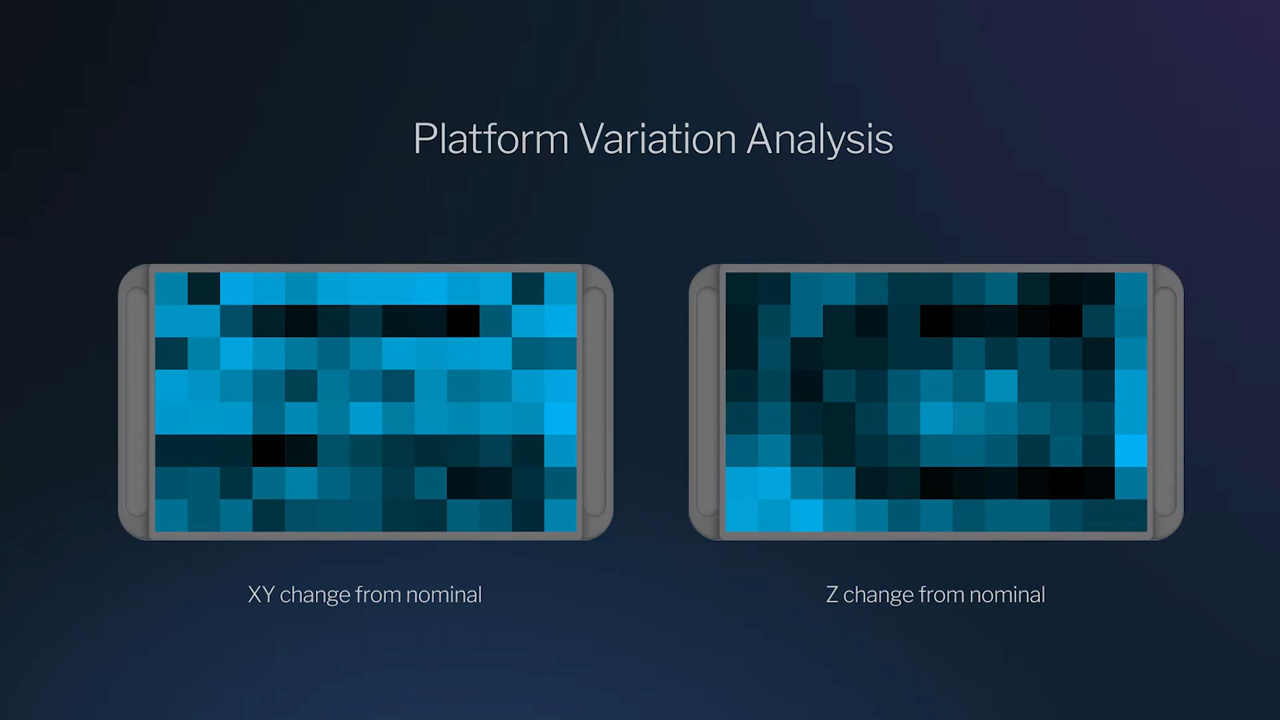 Platform Variation Analysis
XY change from nominal
Z change from nominal